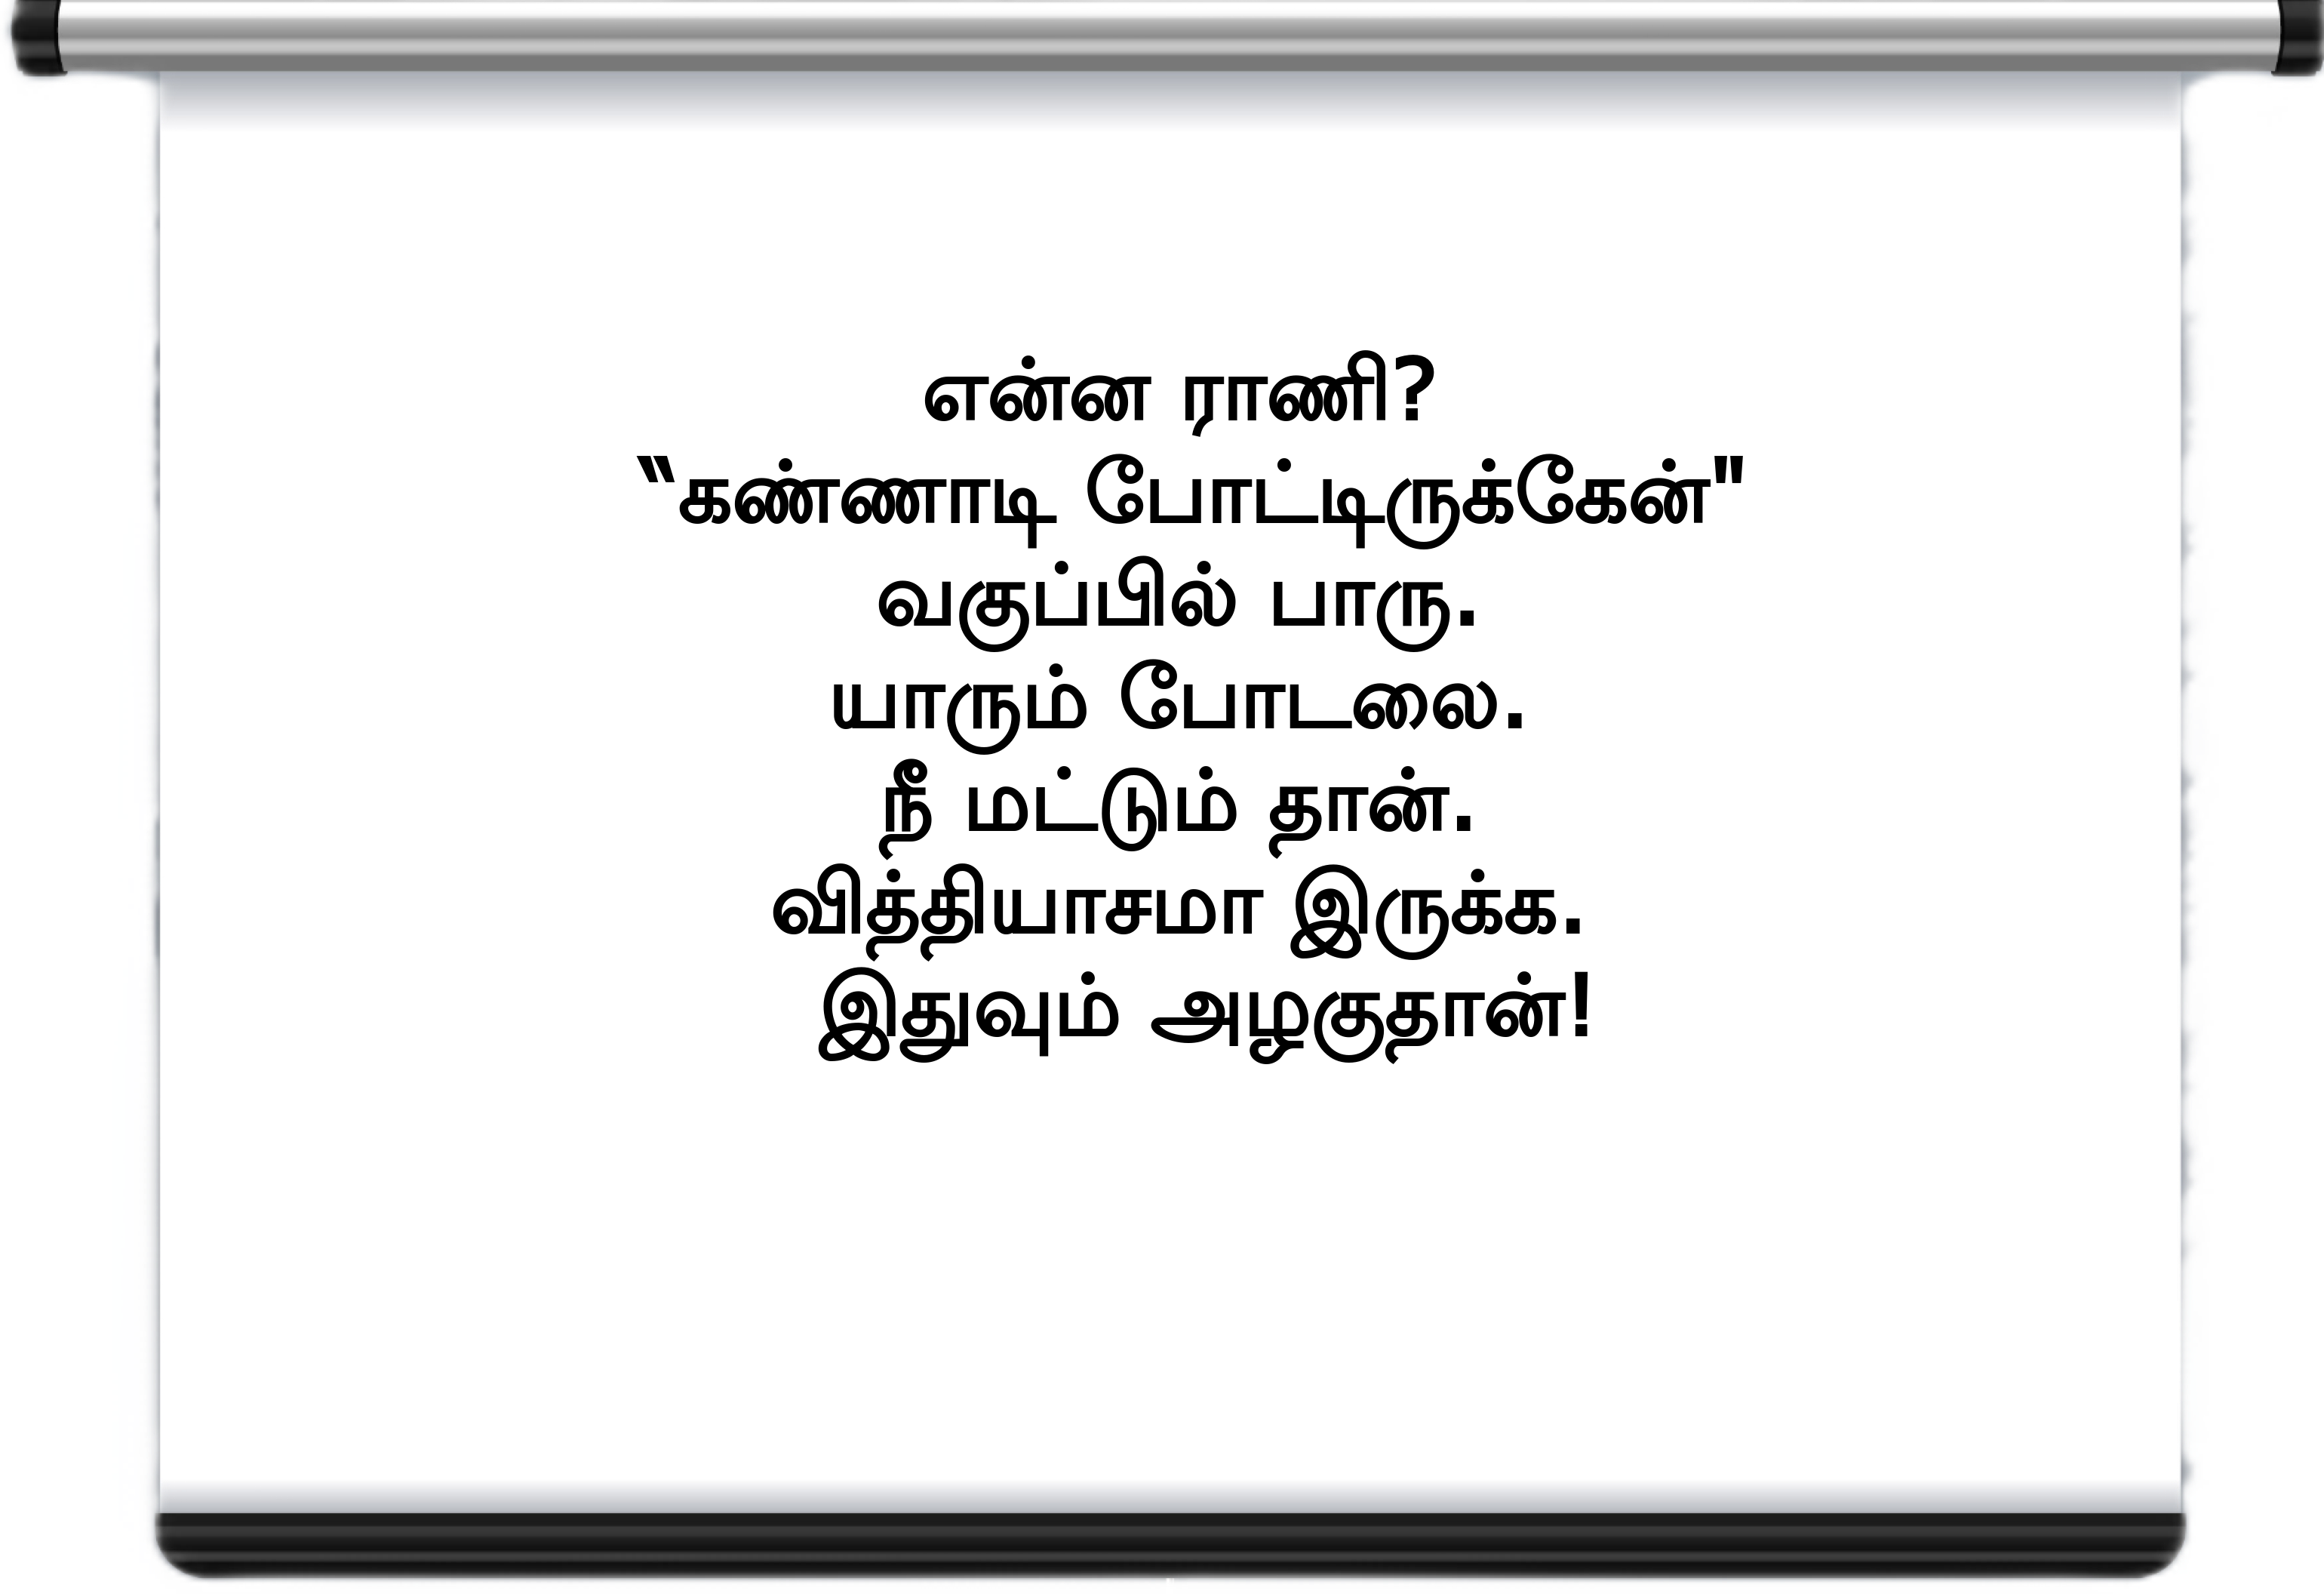 என்ன ராணி?
‟கண்ணாடி போட்டிருக்கேன்"
வகுப்பில் பாரு.
யாரும் போடலை.
நீ மட்டும் தான்.
வித்தியாசமா இருக்க.
இதுவும் அழகுதான்!